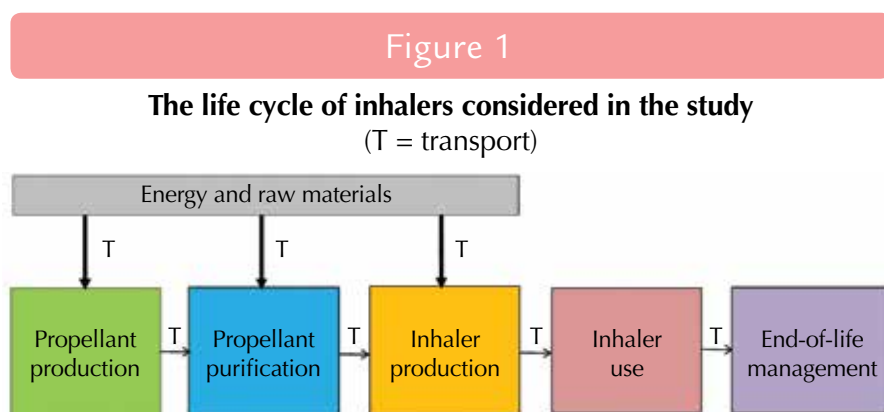 Figure 1
The life cycle of inhalers considered in the study
(T = transport)
Energy and raw materials
T
T
T
Propellant
production
T
Propellant
purification
T
Inhaler
production
T
Inhaler
use
T
End-of-life
management